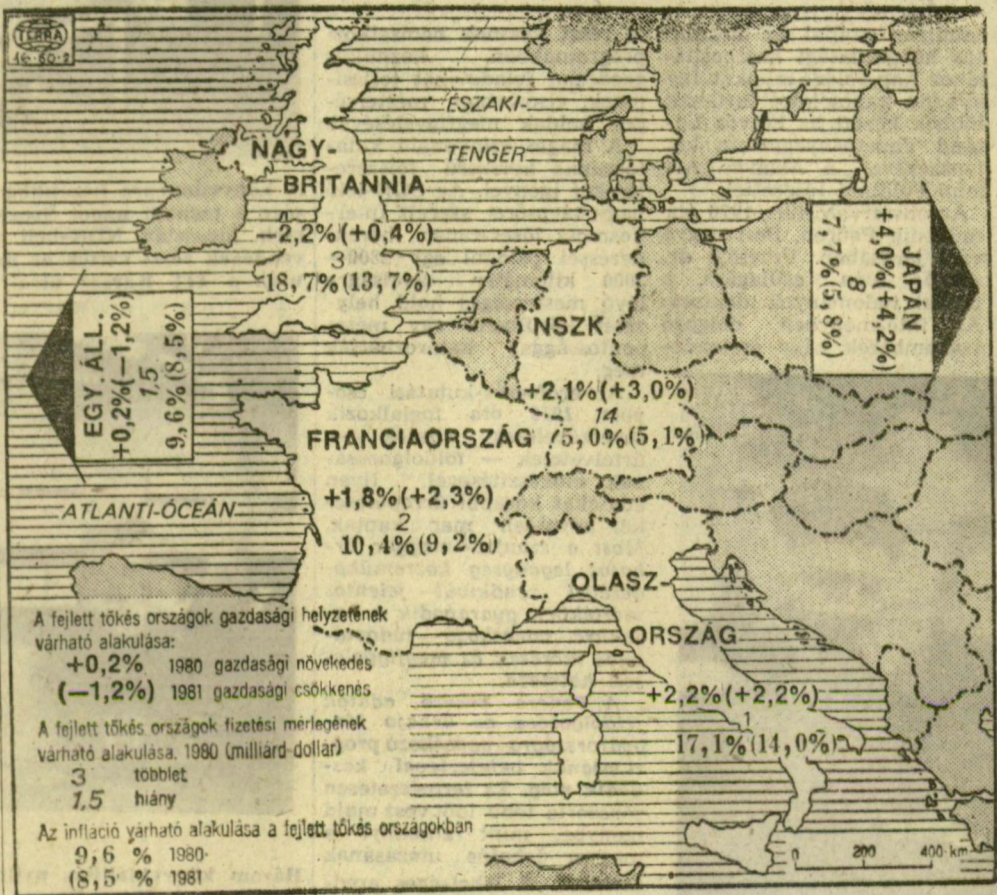 TERRA
16-60-2
ÉSZAKI-
TENGER
NAGY-
BRITANNIA
-2,2%(+0,4%)
3
18,7%(13,7%)
JAPÁN
+4,0%(+4,2%)
8
7,7%(5,8%)
EGY. ÁLL.
+0,2%(−1,2%)
1,5
9,6%(8,5%)
NSZK
+2,1%(+3,0%)
14
5,0%(5,1%)
FRANCIAORSZÁG
+1,8%(+2,3%)
2
10,4%(9,2%)
ATLANTI-ÓCEÁN
OLASZ-
ORSZÁG
+2,2%(+2,2%)
1
17,1%(14,0%)
A fejlett tőkés országok gazdasági helyzetének
várható alakulása:
+0,2% 1980 gazdasági növekedés
(−1,2%) 1981 gazdasági csökkenés
A fejlett tőkés országok fizetési mérlegének
várható alakulása. 1980 (milliárd dollar)
3 többlet
1,5 hiány
Az infláció várható alakulása a fejlett tőkés országokban
9,6 % 1980
(8,5 % 1981
0 200 400 km